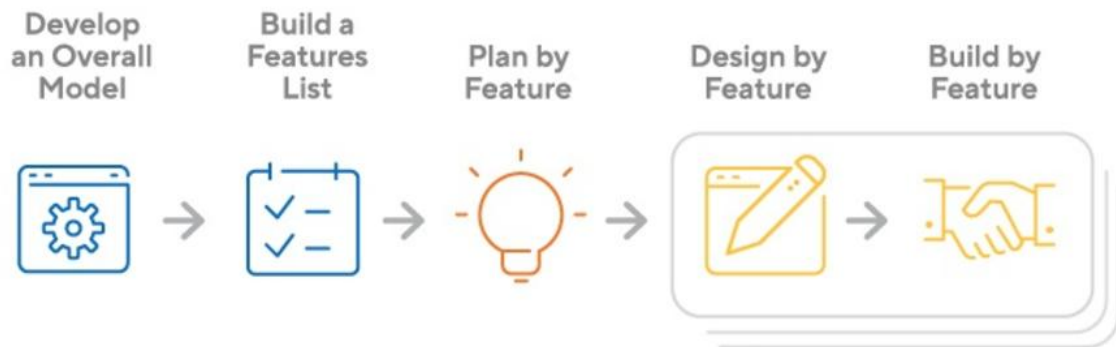 Develop
an Overall
Model
Build a
Features
List
Plan by
Feature
Design by
Feature
Build by
Feature